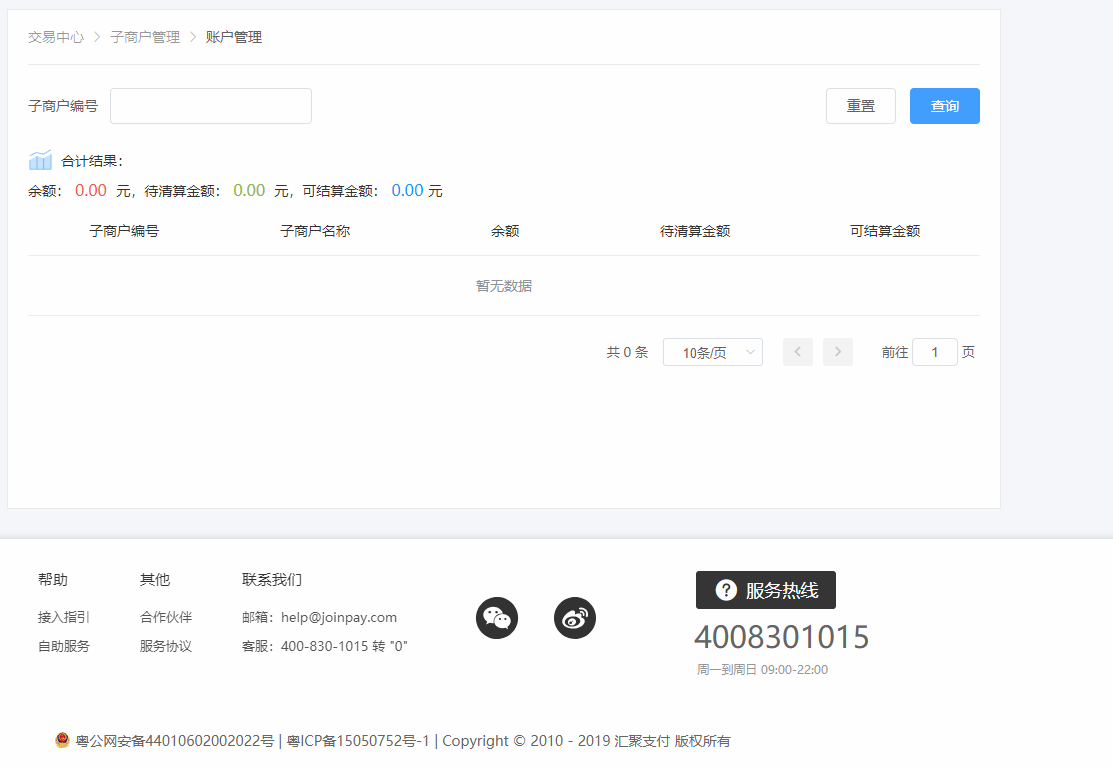 交易中心 > 子商户管理 > 账户管理
子商户编号 重置 查询
合计结果：
余额： 0.00 元，待清算金额： 0.00 元，可结算金额： 0.00 元
子商户编号 子商户名称 余额 待清算金额 可结算金额
暂无数据
共 0 条 10条/页 前往 1 页
帮助 其他 联系我们
接入指引 合作伙伴 邮箱：help@joinpay.com
自助服务 服务协议 客服：400-830-1015 转 "0"
服务热线
4008301015
周一到周日 09:00-22:00
粤公网安备44010602002022号 | 粤ICP备15050752号-1 | Copyright © 2010 - 2019 汇聚支付 版权所有